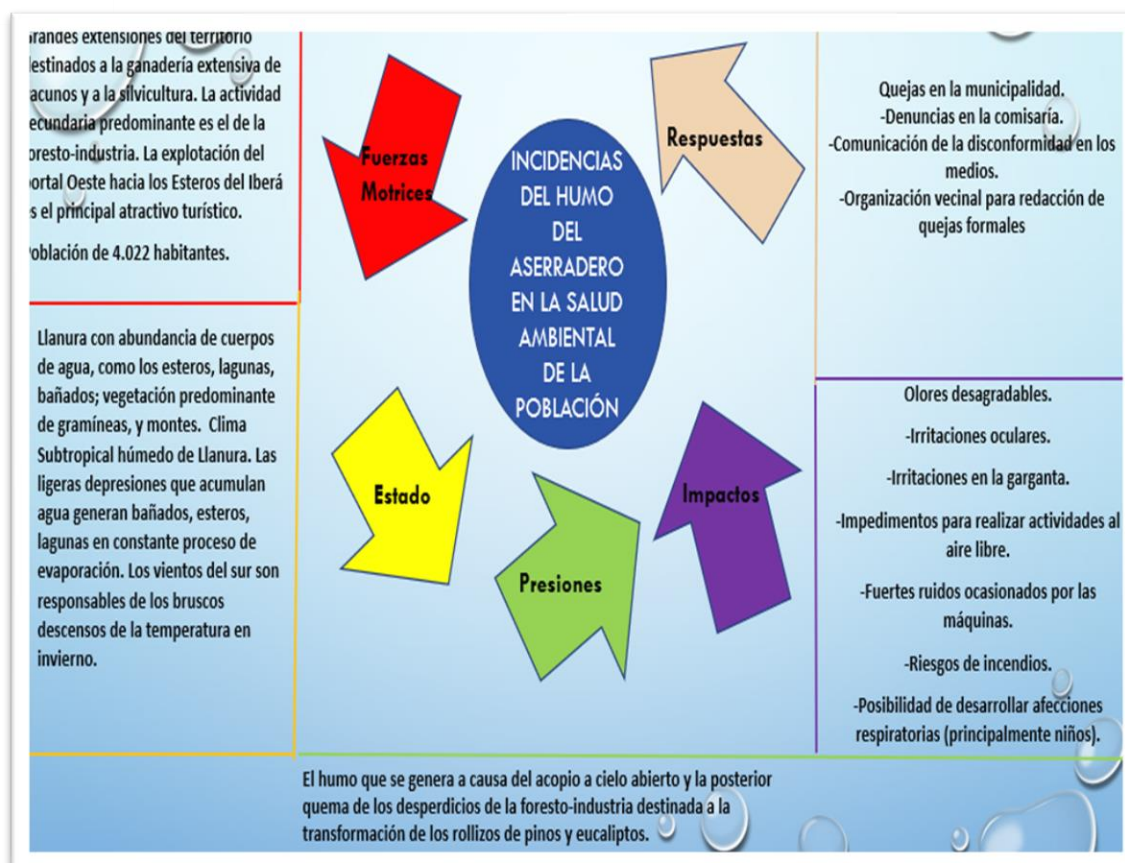 Grandes extensiones del territorio
destinados a la ganadería extensiva de
vacunos y a la silvicultura. La actividad
secundaria predominante es el de la
foresto-industria. La explotación del
portal Oeste hacia los Esteros del Iberá
es el principal atractivo turístico.
Población de 4.022 habitantes.
Llanura con abundancia de cuerpos
de agua, como los esteros, lagunas,
bañados; vegetación predominante
de gramíneas, y montes. Clima
Subtropical húmedo de Llanura. Las
ligeras depresiones que acumulan
agua generan bañados, esteros,
lagunas en constante proceso de
evaporación. Los vientos del sur son
responsables de los bruscos
descensos de la temperatura en
invierno.
Fuerzas
Motrices
Estado
Presiones
Impactos
Respuestas
INCIDENCIAS
DEL HUMO
DEL
ASERRADERO
EN LA SALUD
AMBIENTAL
DE LA
POBLACIÓN
Quejas en la municipalidad.
-Denuncias en la comisaría.
-Comunicación de la disconformidad en los
medios.
-Organización vecinal para redacción de
quejas formales
Olores desagradables.
-Irritaciones oculares.
-Irritaciones en la garganta.
-Impedimentos para realizar actividades al
aire libre.
-Fuertes ruidos ocasionados por las
máquinas.
-Riesgos de incendios.
-Posibilidad de desarrollar afecciones
respiratorias (principalmente niños).
El humo que se genera a causa del acopio a cielo abierto y la posterior
quema de los desperdicios de la foresto-industria destinada a la
transformación de los rollizos de pinos y eucaliptos.